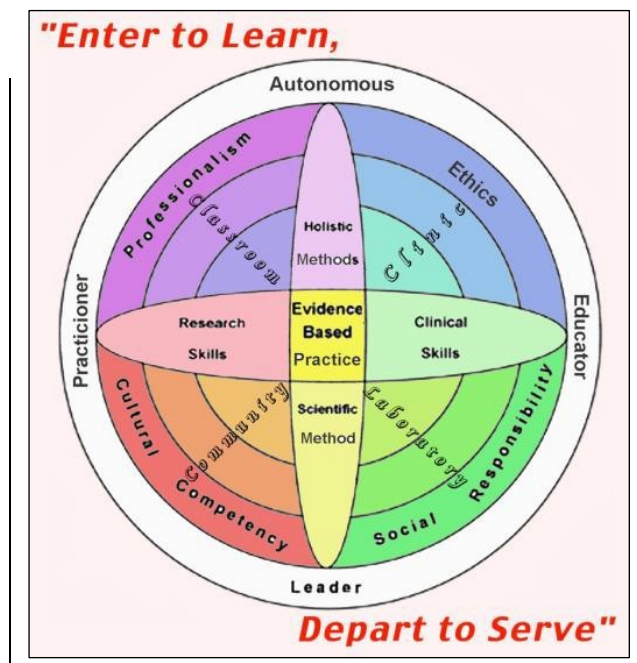 "Enter to Learn,
Autonomous
Professionalism
Ethics
Classroom
Clinic
Holistic
Methods
Practicioner
Educator
Research
Skills
Evidence
Based
Practice
Clinical
Skills
Community
Laboratory
Scientific
Method
Cultural
Competency
Social
Responsibility
Leader
Depart to Serve"